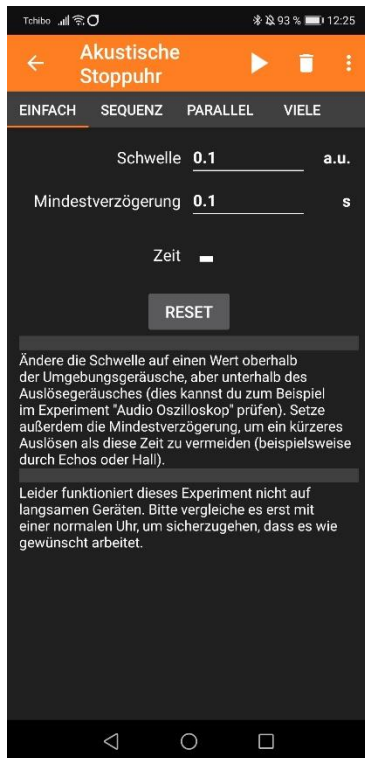 Tchibo 93 % 12:25
Akustische
Stoppuhr
EINFACH SEQUENZ PARALLEL VIELE
Schwelle 0.1 a.u.
Mindestverzögerung 0.1 s
Zeit -
RESET
Ändere die Schwelle auf einen Wert oberhalb
der Umgebungsgeräusche, aber unterhalb des
Auslösegeräusches (dies kannst du zum Beispiel
im Experiment "Audio Oszilloskop" prüfen). Setze
außerdem die Mindestverzögerung, um ein kürzeres
Auslösen als diese Zeit zu vermeiden (beispielsweise
durch Echos oder Hall).
Leider funktioniert dieses Experiment nicht auf
langsamen Geräten. Bitte vergleiche es erst mit
einer normalen Uhr, um sicherzugehen, dass es wie
gewünscht arbeitet.